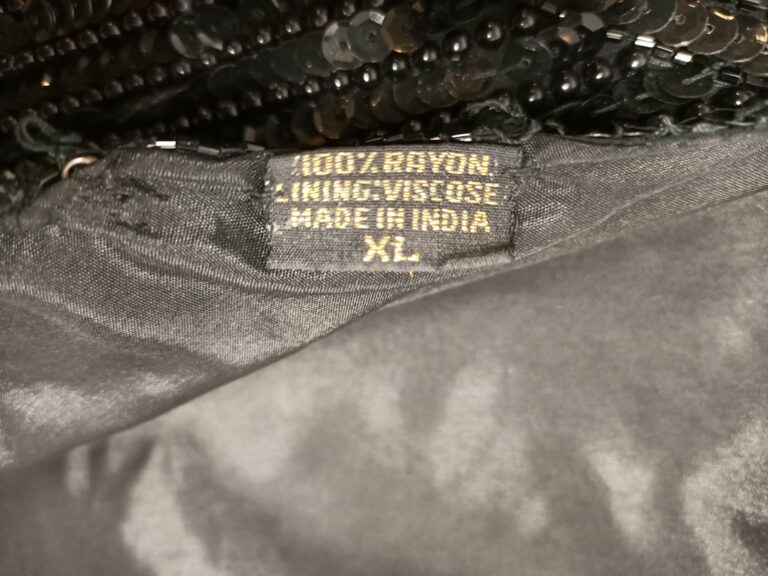 100% RAYON
LINING:VISCOSE
MADE IN INDIA
XL